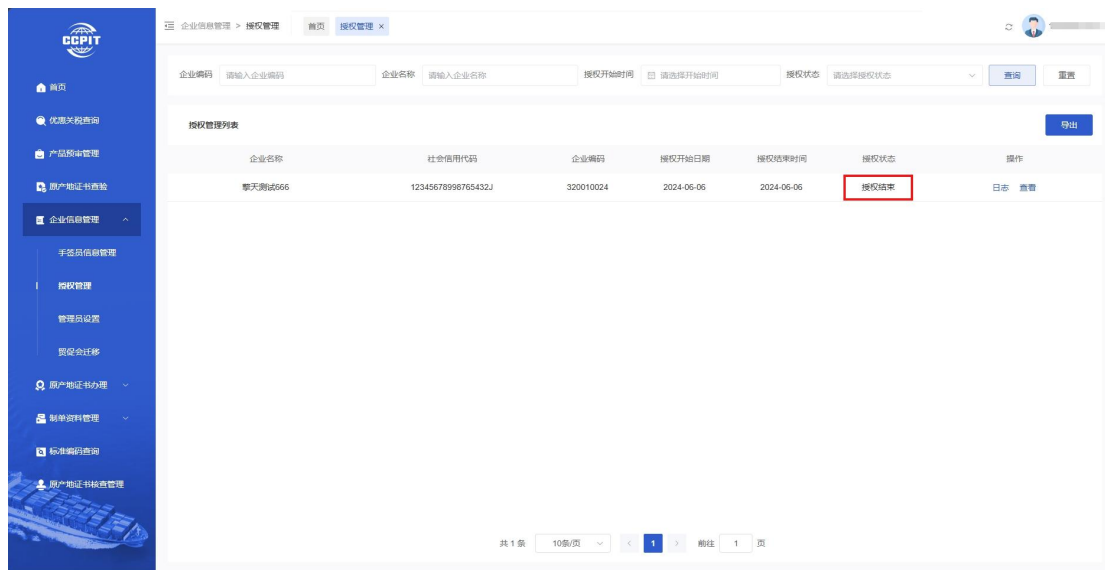 CCPIT
企业信息管理 > 授权管理 首页 授权管理 ×
首页
优惠关税查询
产品预审管理
原产地证书查验
企业信息管理
手签员信息管理
授权管理
管理员设置
贸促会迁移
原产地证书办理
制单资料管理
标准编码查询
原产地证书核查管理
企业编码 请输入企业编码 企业名称 请输入企业名称 授权开始时间 请选择开始时间 授权状态 请选择授权状态 查询 重置
授权管理列表 导出
企业名称 社会信用代码 企业编码 授权开始日期 授权结束时间 授权状态 操作
擎天测试666 12345678998765432J 320010024 2024-06-06 2024-06-06 授权结束 日志 查看
共 1 条 10条/页 < 1 > 前往 1 页